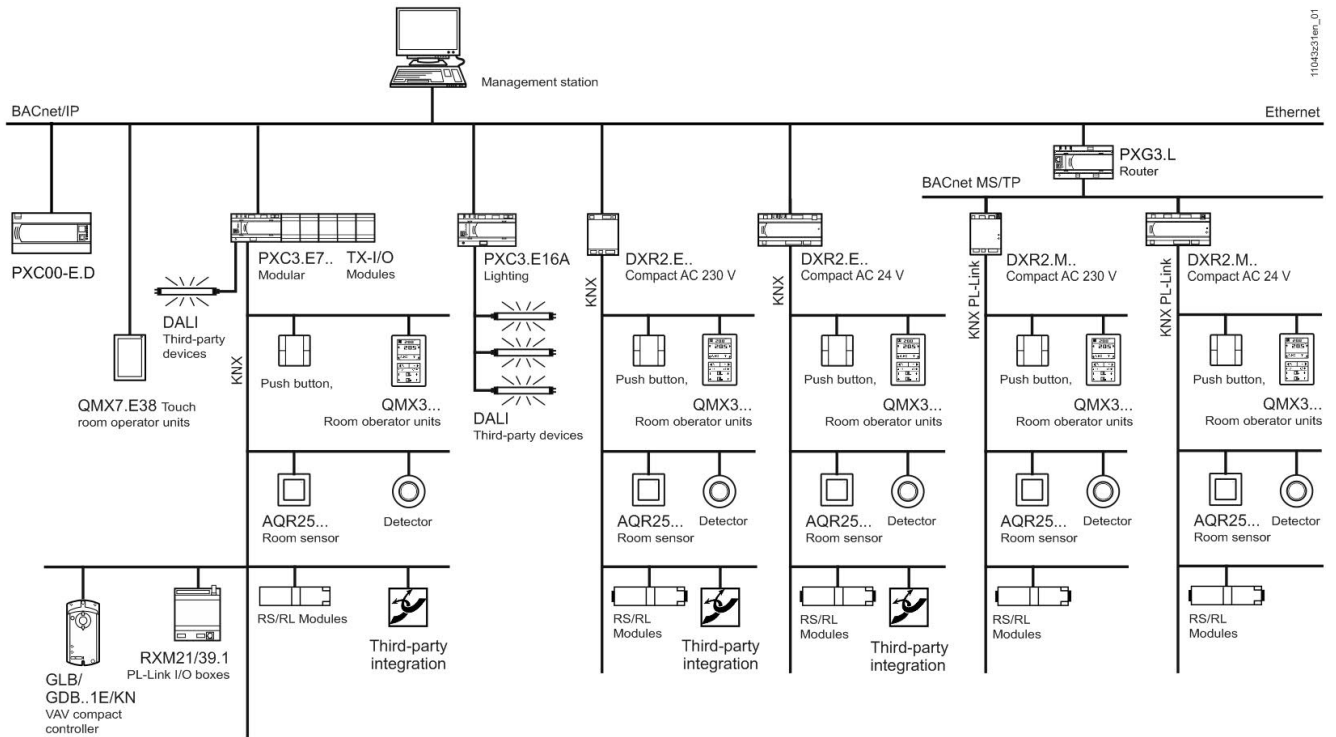 11043z31en_01
Management station
BACnet/IP
Ethernet
PXG3.L
Router
BACnet MS/TP
PXC00-E.D
PXC3.E7..
Modular
TX-I/O
Modules
PXC3.E16A
Lighting
DXR2.E..
Compact AC 230 V
DXR2.E..
Compact AC 24 V
DXR2.M..
Compact AC 230 V
DXR2.M..
Compact AC 24 V
KNX
KNX
KNX
KNX PL-Link
KNX PL-Link
DALI
Third-party
devices
QMX7.E38 Touch
room operator units
Push button,
QMX3...
Room oberator units
DALI
Third-party devices
Push button,
QMX3...
Room oberator units
Push button,
QMX3...
Room oberator units
Push button,
QMX3...
Room oberator units
Push button,
QMX3...
Room oberator units
AQR25...
Room sensor
Detector
AQR25...
Room sensor
Detector
AQR25...
Room sensor
Detector
AQR25...
Room sensor
Detector
AQR25...
Room sensor
Detector
GLB/
GDB..1E/KN
VAV compact
controller
RXM21/39.1
PL-Link I/O boxes
RS/RL Modules
Third-party
integration
RS/RL
Modules
Third-party
integration
RS/RL
Modules
Third-party
integration
RS/RL
Modules
RS/RL
Modules